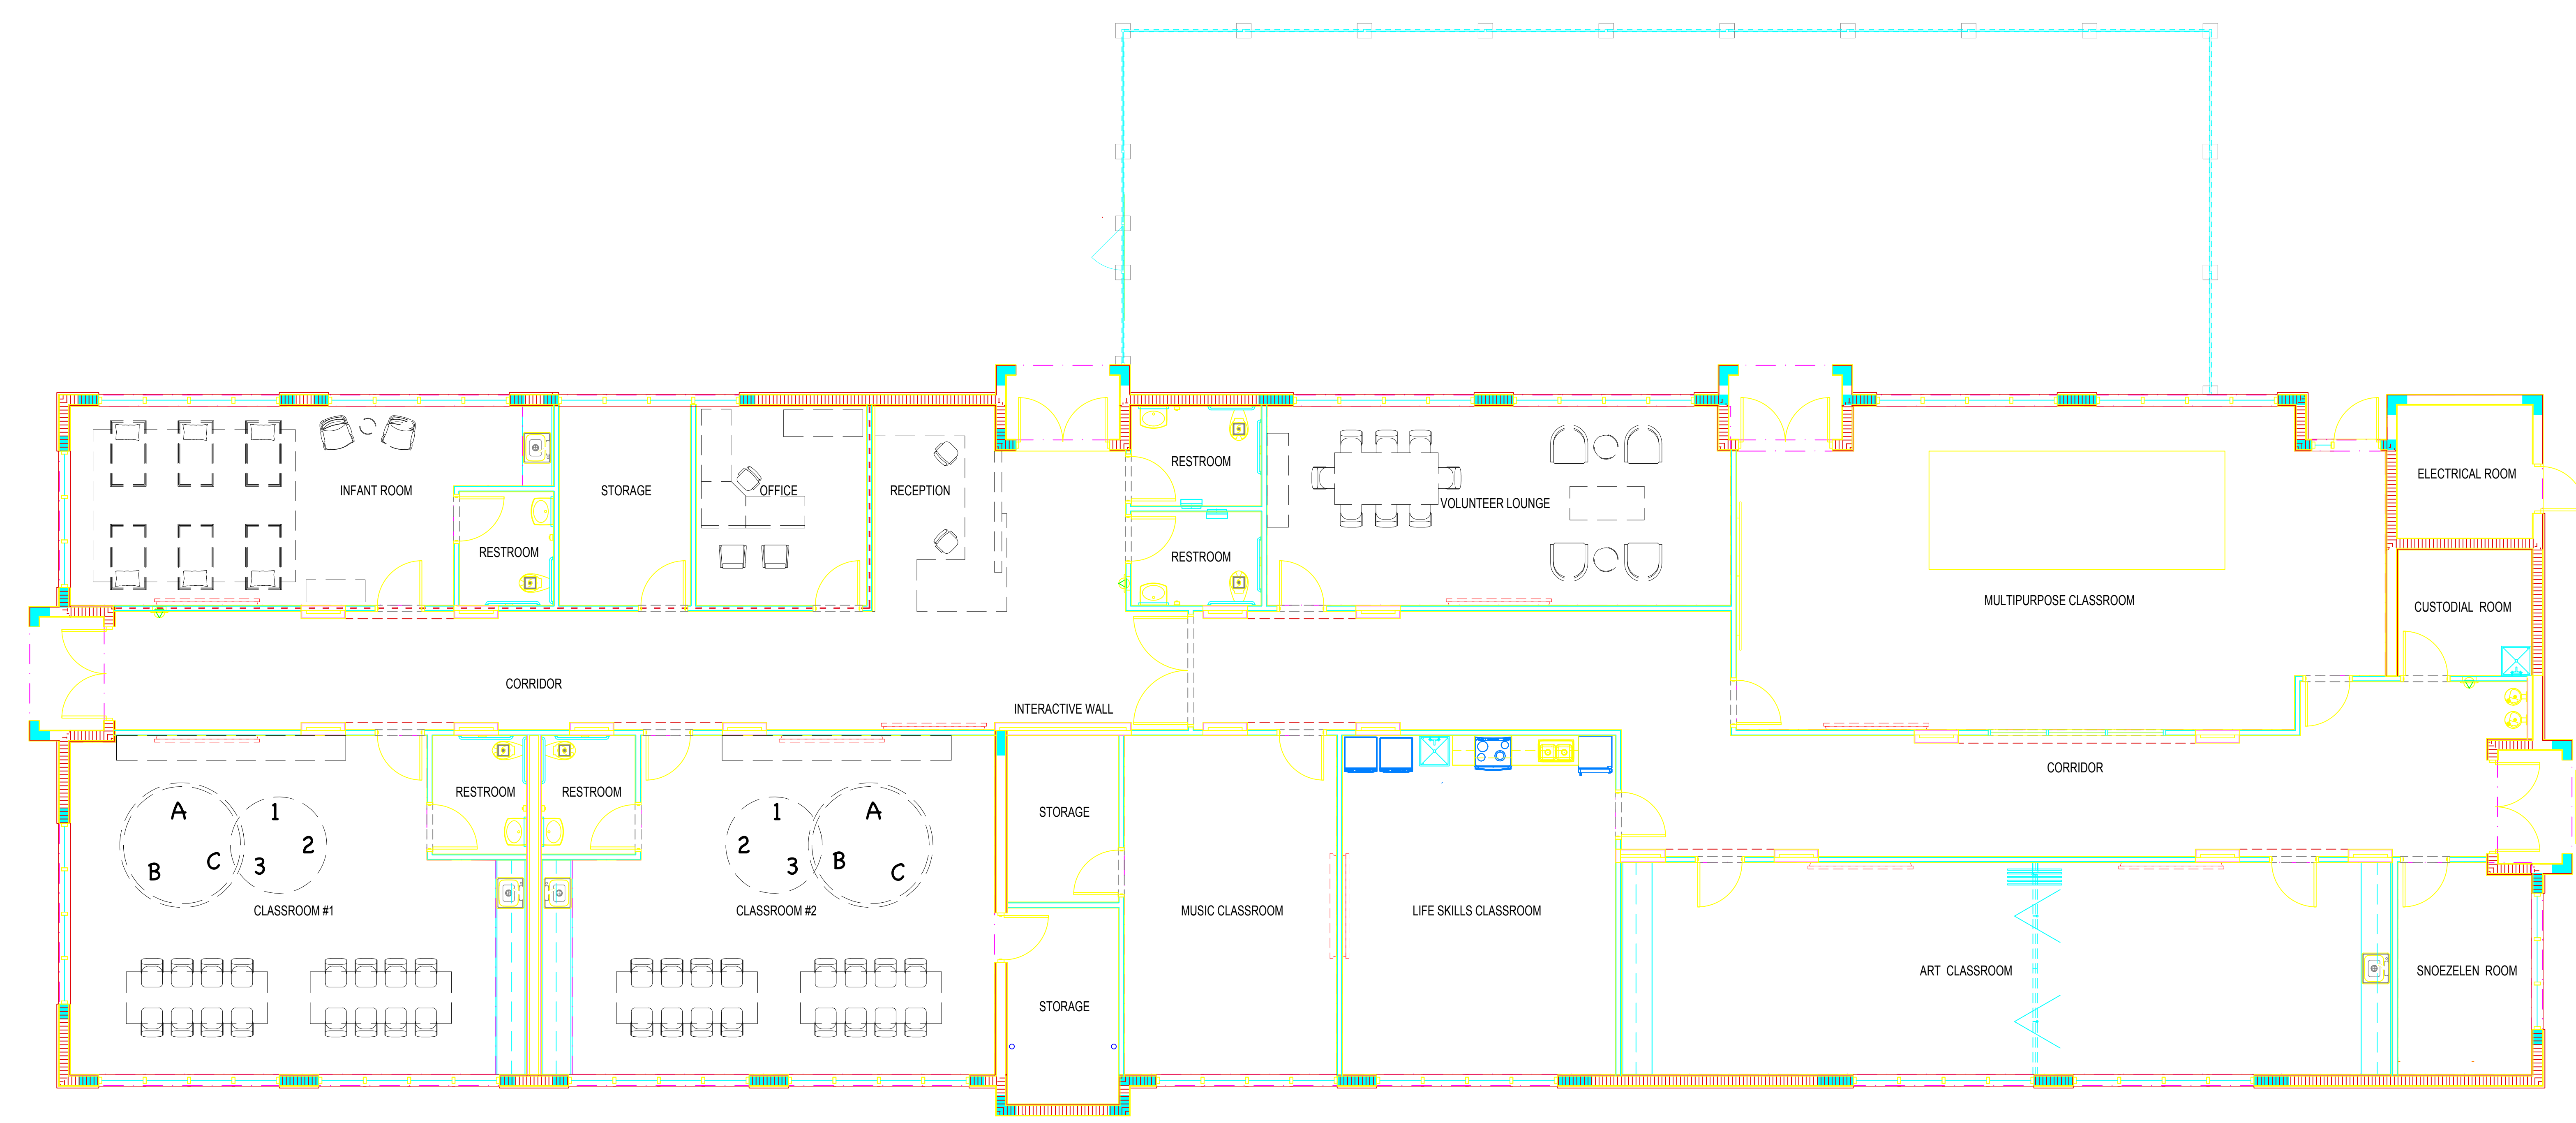 RESTROOM
ELECTRICAL ROOM
INFANT ROOM
STORAGE
OFFICE
RECEPTION
VOLUNTEER LOUNGE
RESTROOM
RESTROOM
MULTIPURPOSE CLASSROOM
CUSTODIAL ROOM
CORRIDOR
INTERACTIVE WALL
CORRIDOR
RESTROOM
RESTROOM
A
1
2
B
C
3
1
A
2
3
B
C
STORAGE
CLASSROOM #1
CLASSROOM #2
MUSIC CLASSROOM
LIFE SKILLS CLASSROOM
ART CLASSROOM
SNOEZELEN ROOM
STORAGE